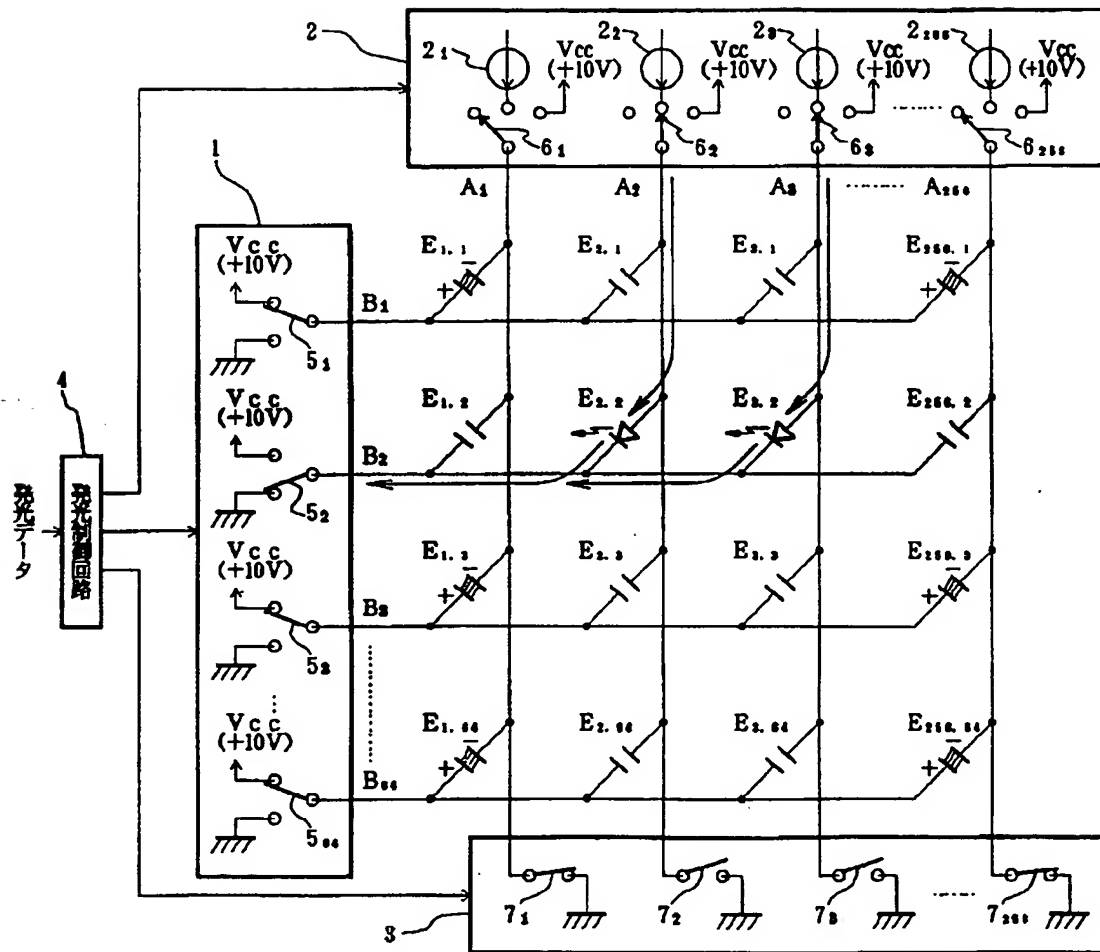 2
2₁
Vcc
(+10V)
2₂
Vcc
(+10V)
2₃
Vcc
(+10V)
2₂₅₆
Vcc
(+10V)
6₁
6₂
6₃
6₂₅₆
A₁
A₂
A₃
A₂₅₆
1
Vcc
(+10V)
5₁
B₁
E₁.₁
E₂.₁
E₃.₁
E₂₅₆.₁
+ −
+ −
4
発光データ
発光制御回路
Vcc
(+10V)
5₂
B₂
E₁.₂
E₂.₂
E₃.₂
E₂₅₆.₂
Vcc
(+10V)
5₃
B₃
E₁.₃
E₂.₃
E₃.₃
E₂₅₆.₃
+ −
+ −
Vcc
(+10V)
5₆₄
B₆₄
E₁.₆₄
E₂.₆₄
E₃.₆₄
E₂₅₆.₆₄
+ −
+ −
3
7₁
7₂
7₃
7₂₅₆